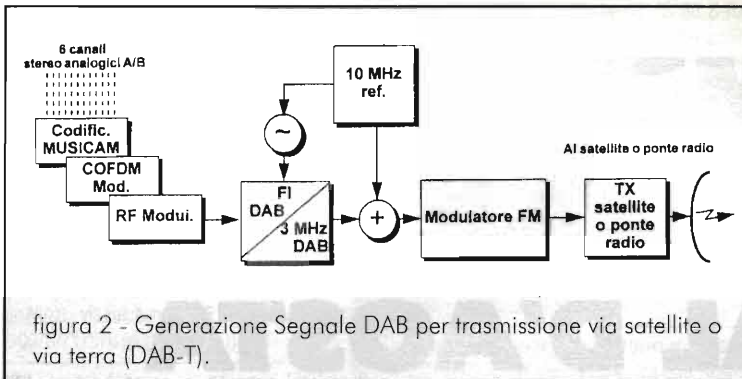 6 canali
stereo analogici A/B
Codific.
MUSICAM
COFDM
Mod.
RF Modui.
10 MHz
ref.
~
FI
DAB
3 MHz
DAB
+
Modulatore FM
Al satellite o ponte radio
TX
satellite
o ponte
radio
figura 2 - Generazione Segnale DAB per trasmissione via satellite o
via terra (DAB-T).